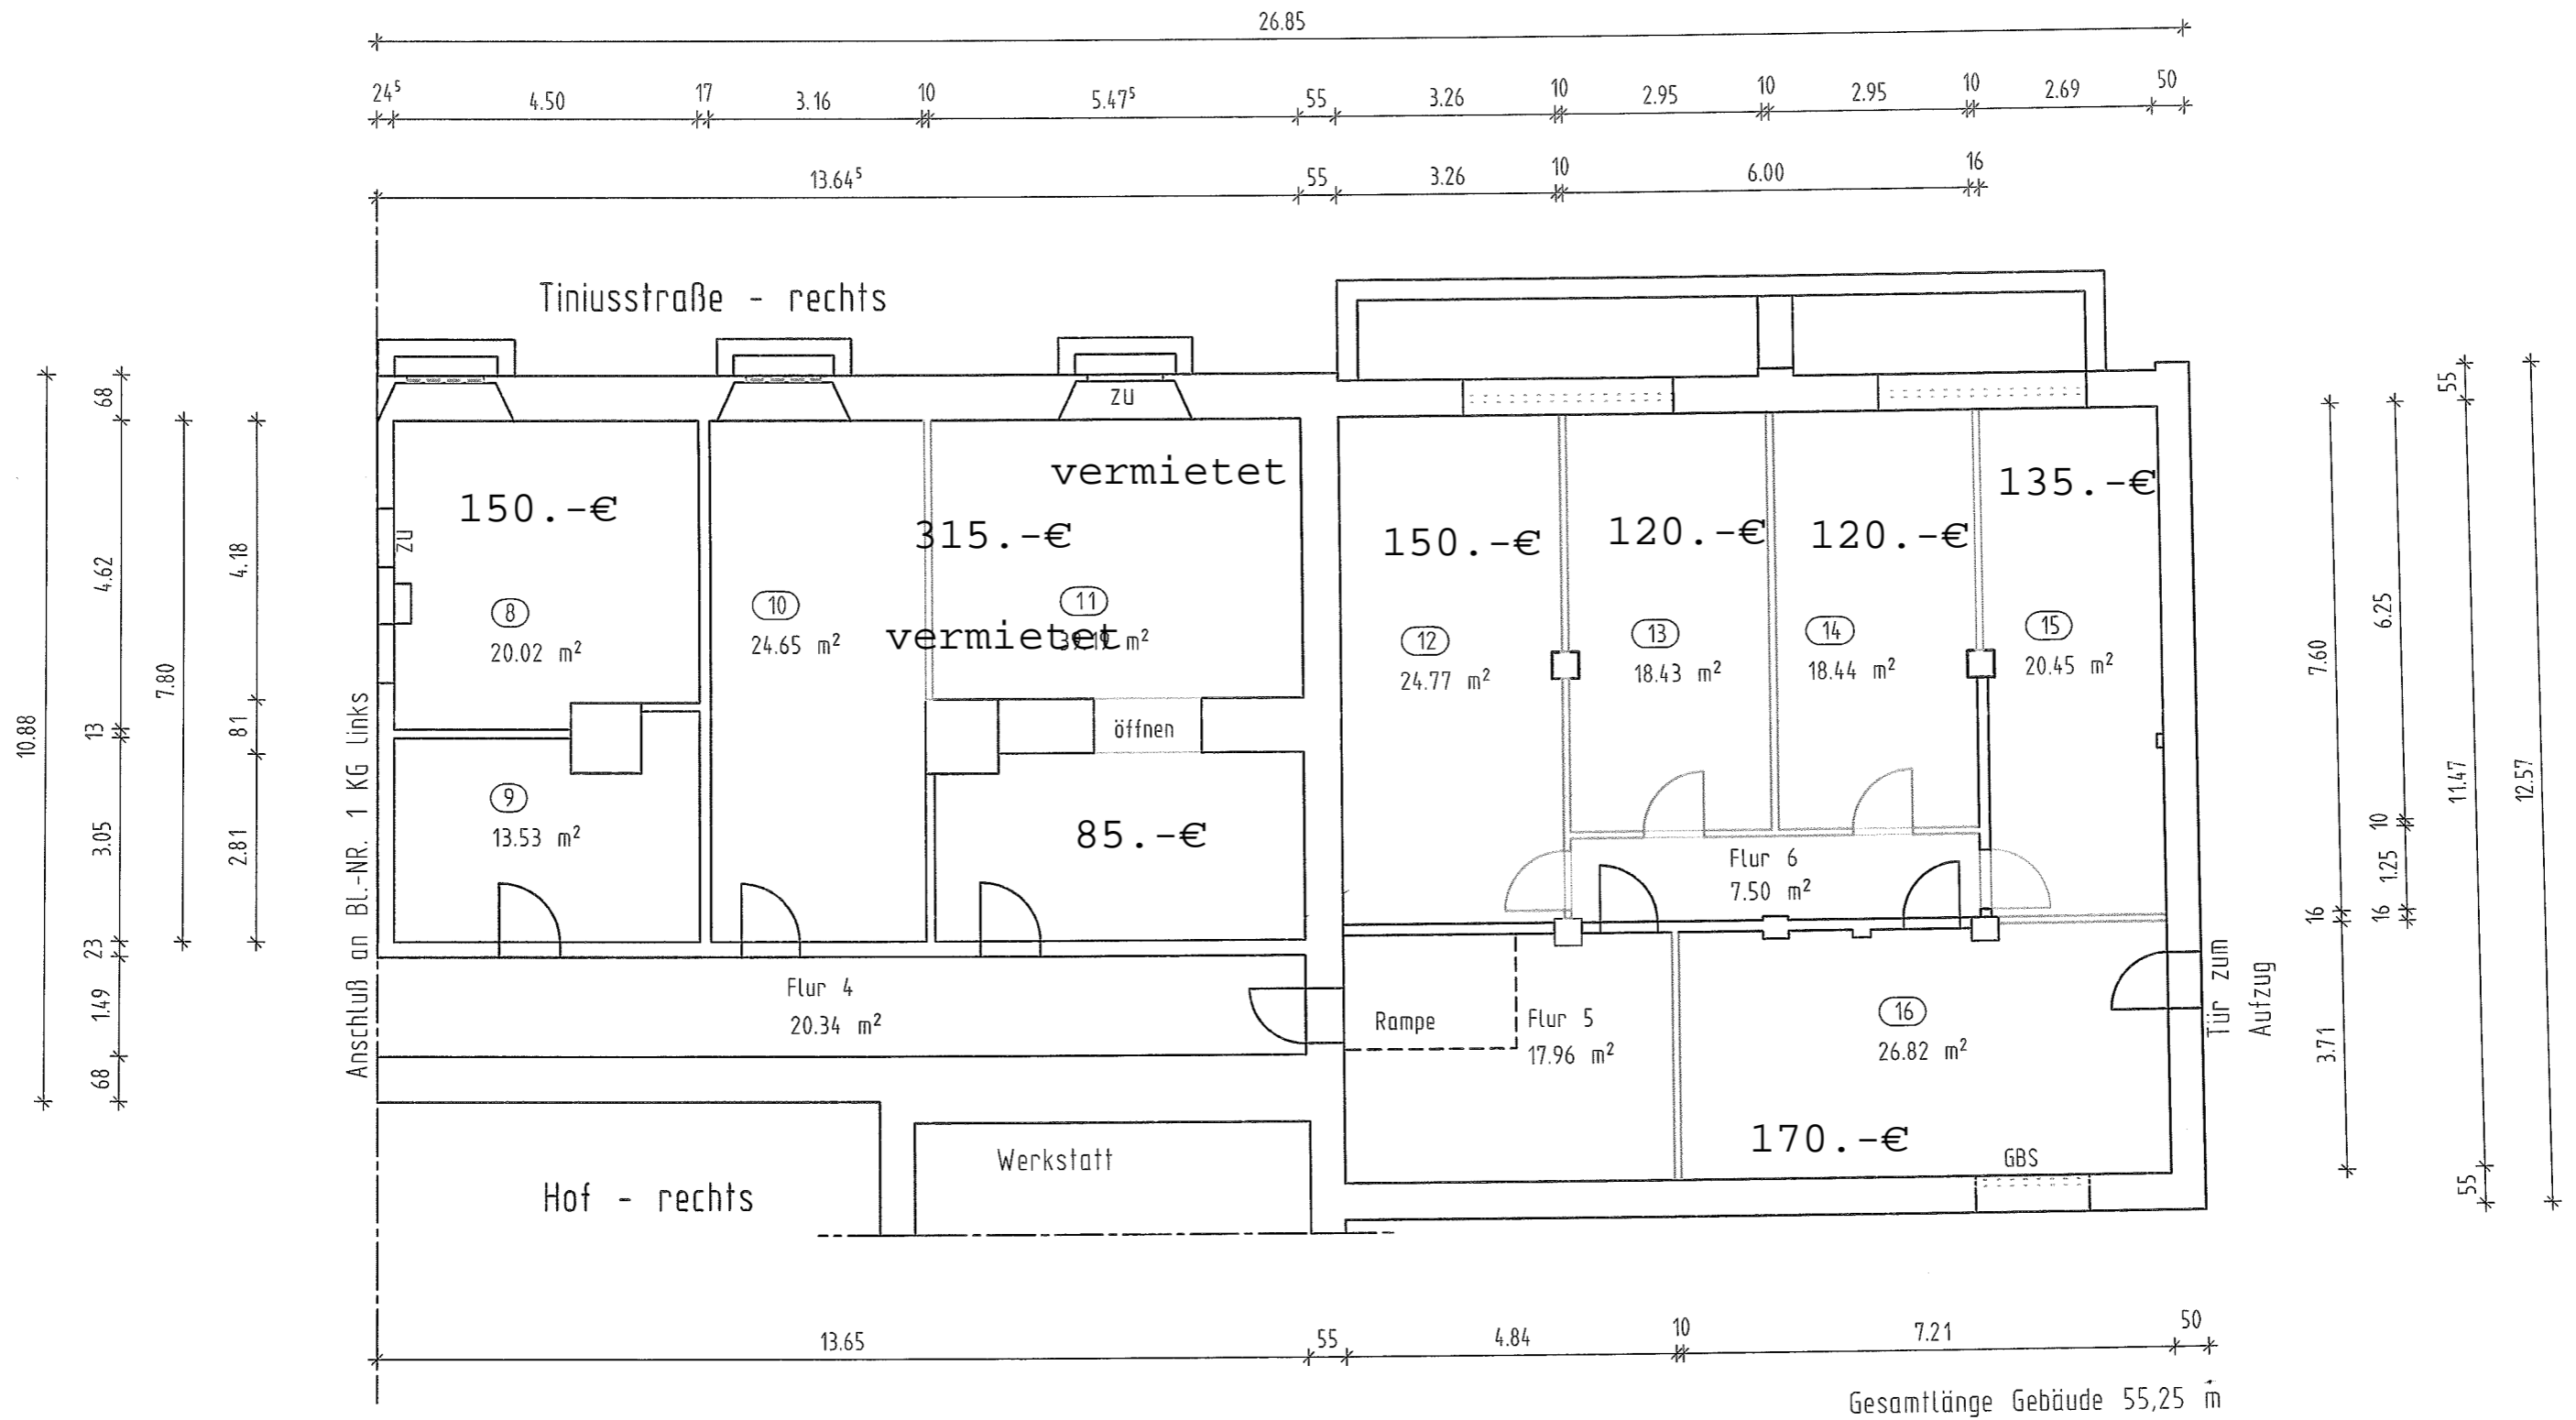 26.85
24⁵ 4.50 17 3.16 10 5.47⁵ 55 3.26 10 2.95 10 2.95 10 2.69 50
13.64⁵ 55 3.26 10 6.00 16
Tiniusstraße - rechts
zu
vermietet
150.-€
315.-€
150.-€
120.-€
120.-€
135.-€
zu
8
20.02 m²
10
24.65 m²
11
vermietet
m²
12
24.77 m²
13
18.43 m²
14
18.44 m²
15
20.45 m²
öffnen
9
13.53 m²
85.-€
Flur 6
7.50 m²
Flur 4
20.34 m²
Rampe
Flur 5
17.96 m²
16
26.82 m²
170.-€
GBS
Tür zum
Aufzug
Werkstatt
Hof - rechts
Anschluß an BL.-NR. 1 KG links
10.88
68 4.62 13 3.05 23 1.49 68
7.80
4.18 81 2.81
7.60 16 3.71
6.25 10 1.25 16
55 11.47 55
12.57
13.65 55 4.84 10 7.21 50
Gesamtlänge Gebäude 55,25 m